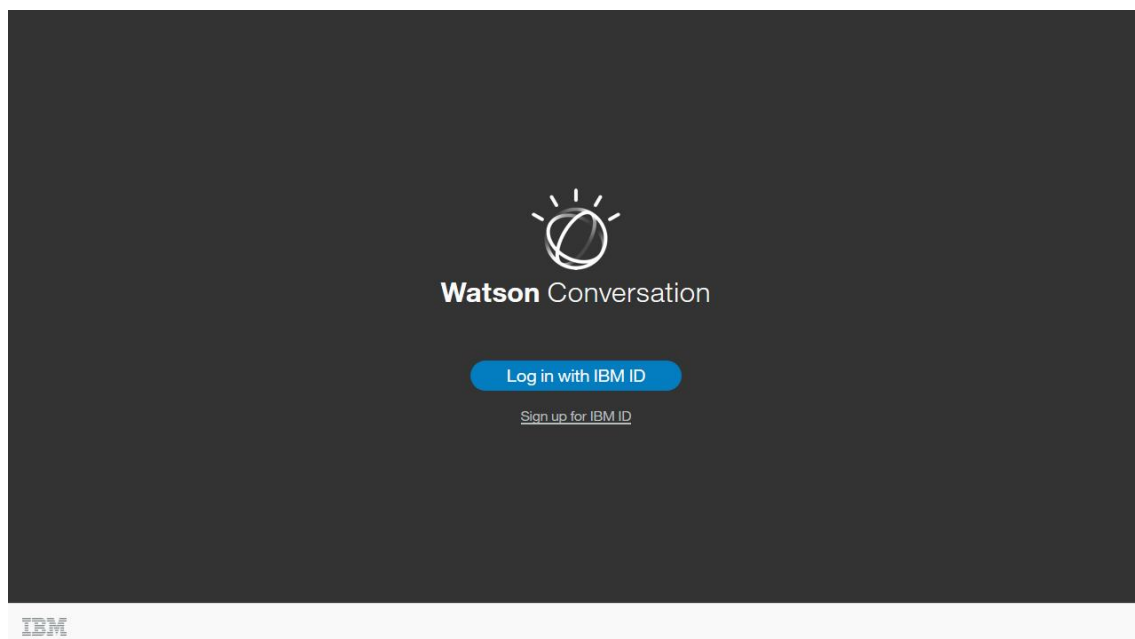 Watson Conversation
Log in with IBM ID
Sign up for IBM ID
IBM